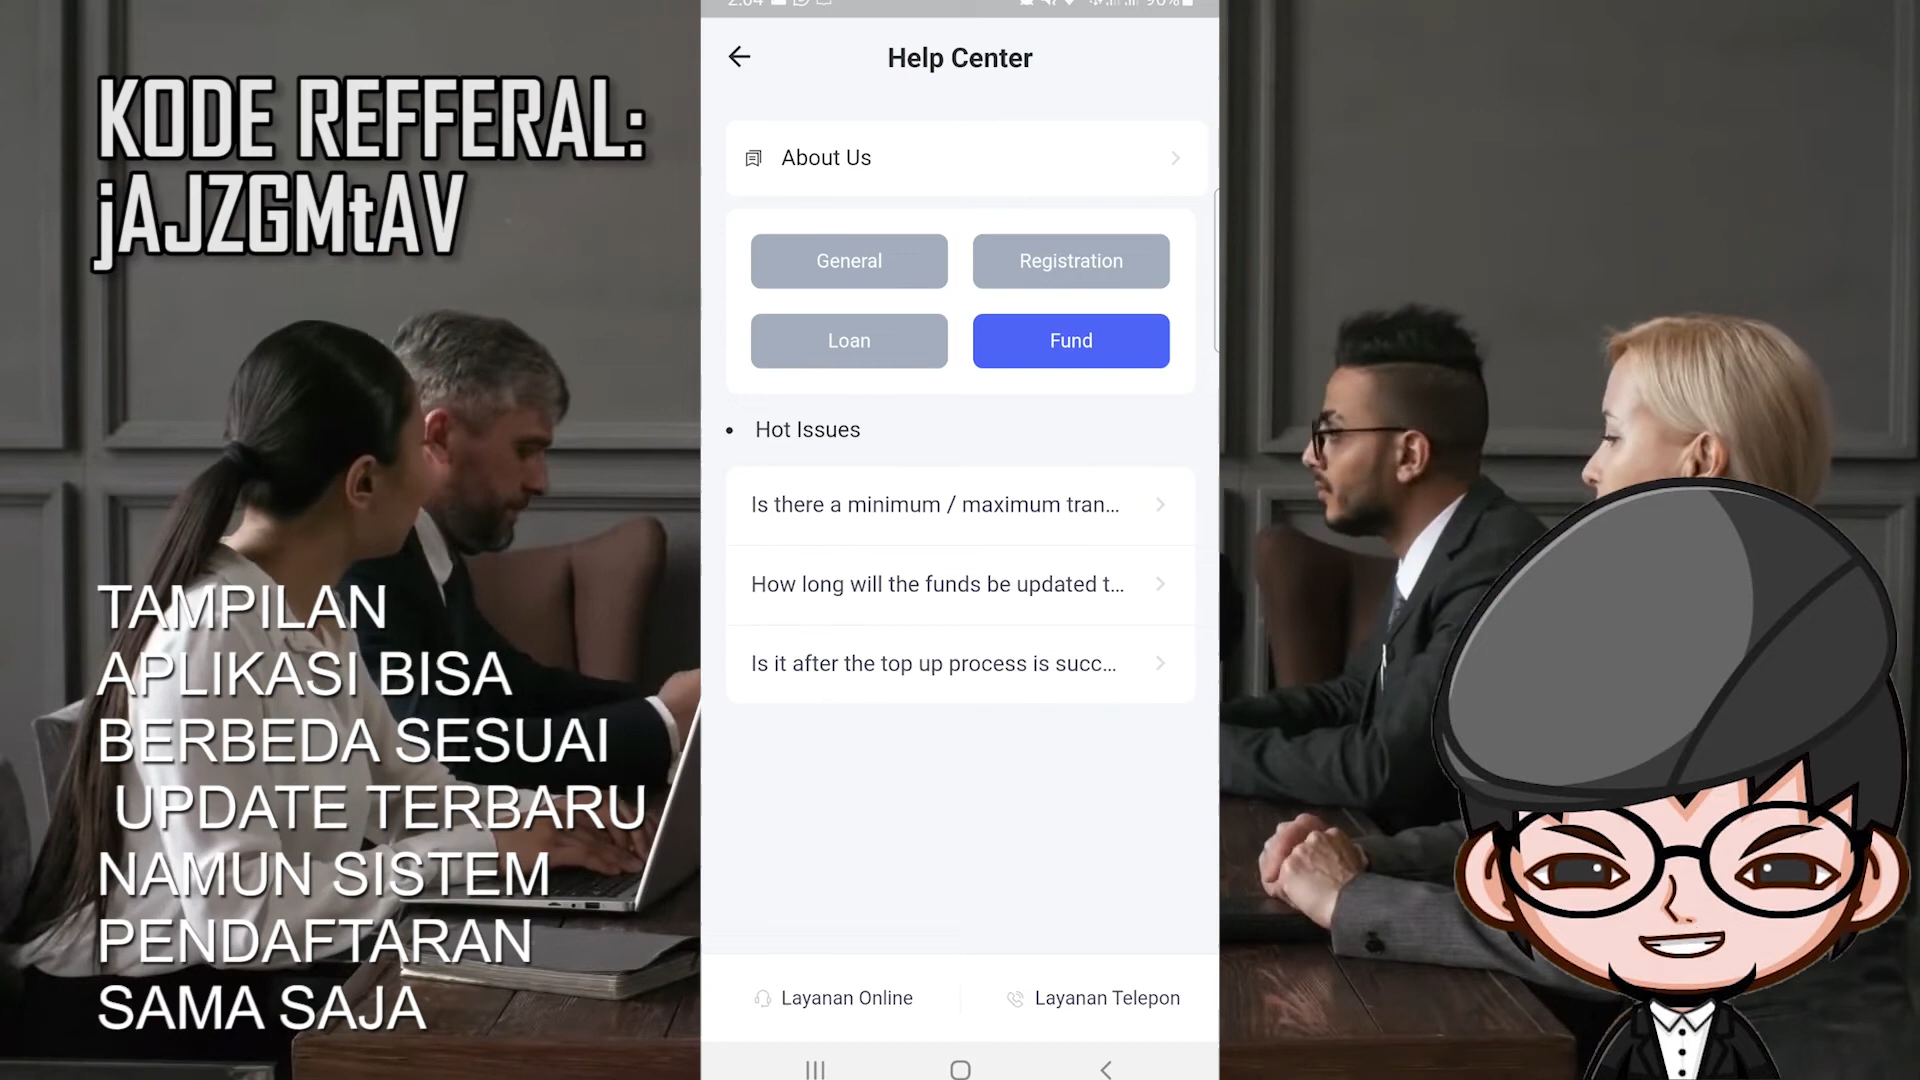 KODE REFFERAL:
jAJZGMtAV
TAMPILAN
APLIKASI BISA
BERBEDA SESUAI
UPDATE TERBARU
NAMUN SISTEM
PENDAFTARAN
SAMA SAJA
Help Center
About Us
General
Registration
Loan
Fund
• Hot Issues
Is there a minimum / maximum tran...
How long will the funds be updated t...
Is it after the top up process is succ...
Layanan Online
Layanan Telepon